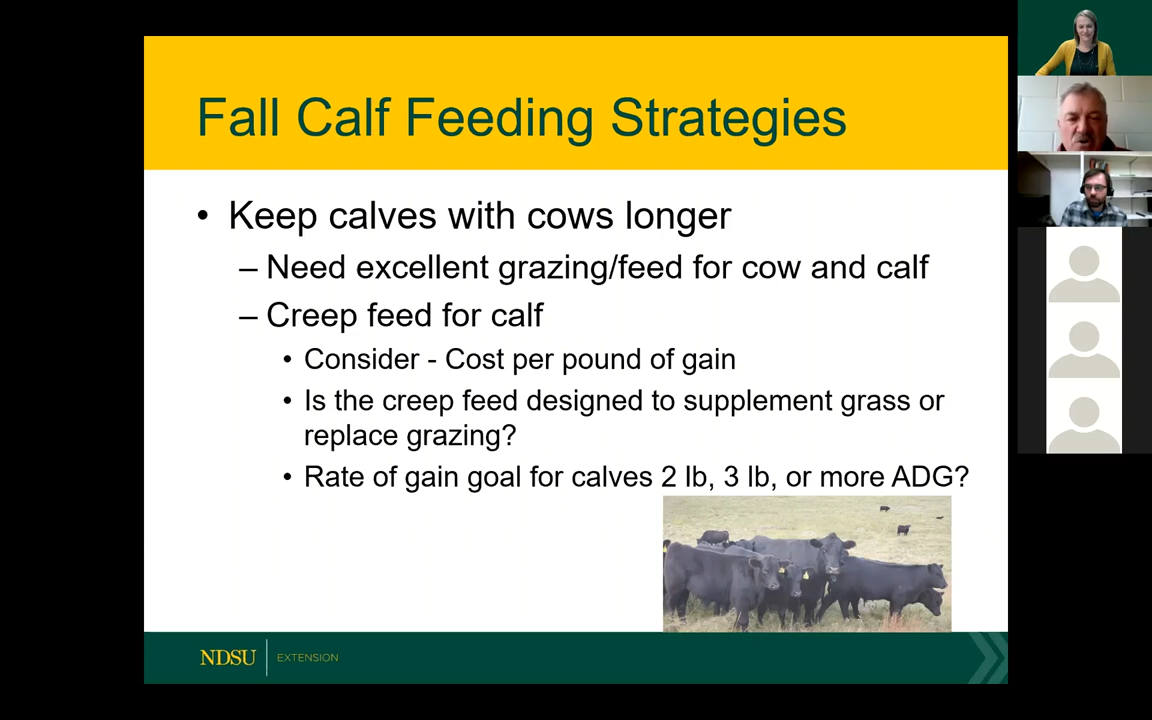 Fall Calf Feeding Strategies
• Keep calves with cows longer
– Need excellent grazing/feed for cow and calf
– Creep feed for calf
• Consider - Cost per pound of gain
• Is the creep feed designed to supplement grass or
replace grazing?
• Rate of gain goal for calves 2 lb, 3 lb, or more ADG?
NDSU EXTENSION